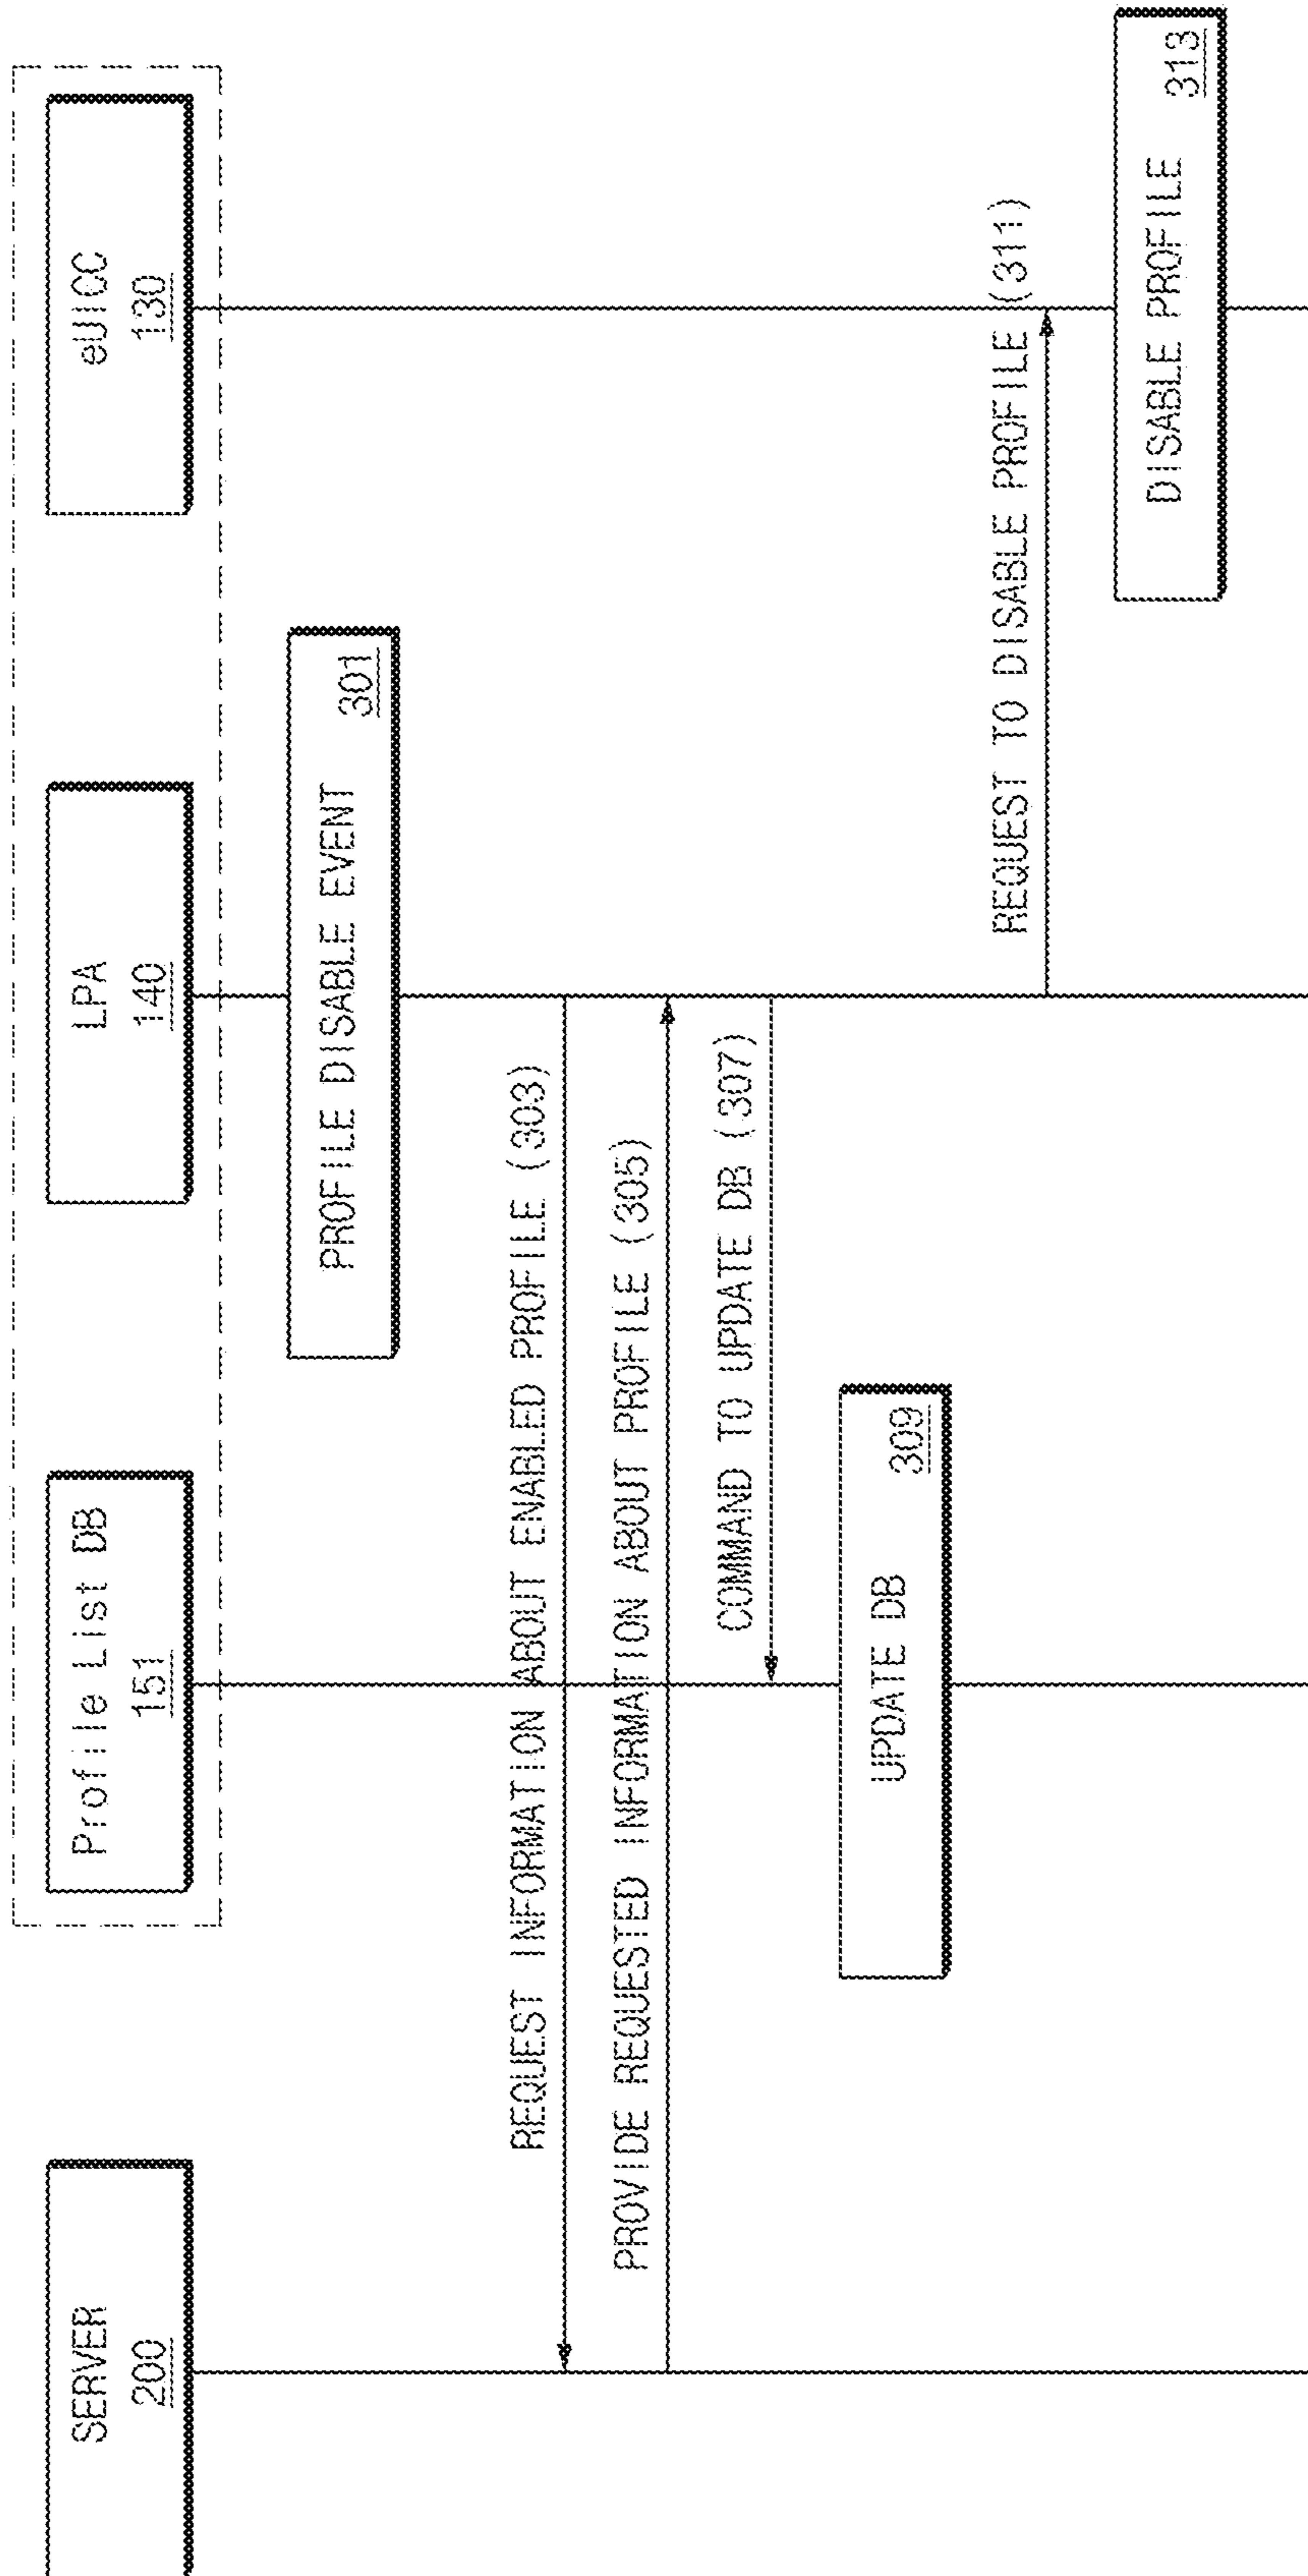 SERVER
200
Profile List DB
151
LPA
140
eUICC
130
PROFILE DISABLE EVENT
301
REQUEST INFORMATION ABOUT ENABLED PROFILE (303)
PROVIDE REQUESTED INFORMATION ABOUT PROFILE (305)
COMMAND TO UPDATE DB (307)
UPDATE DB
309
REQUEST TO DISABLE PROFILE (311)
DISABLE PROFILE
313